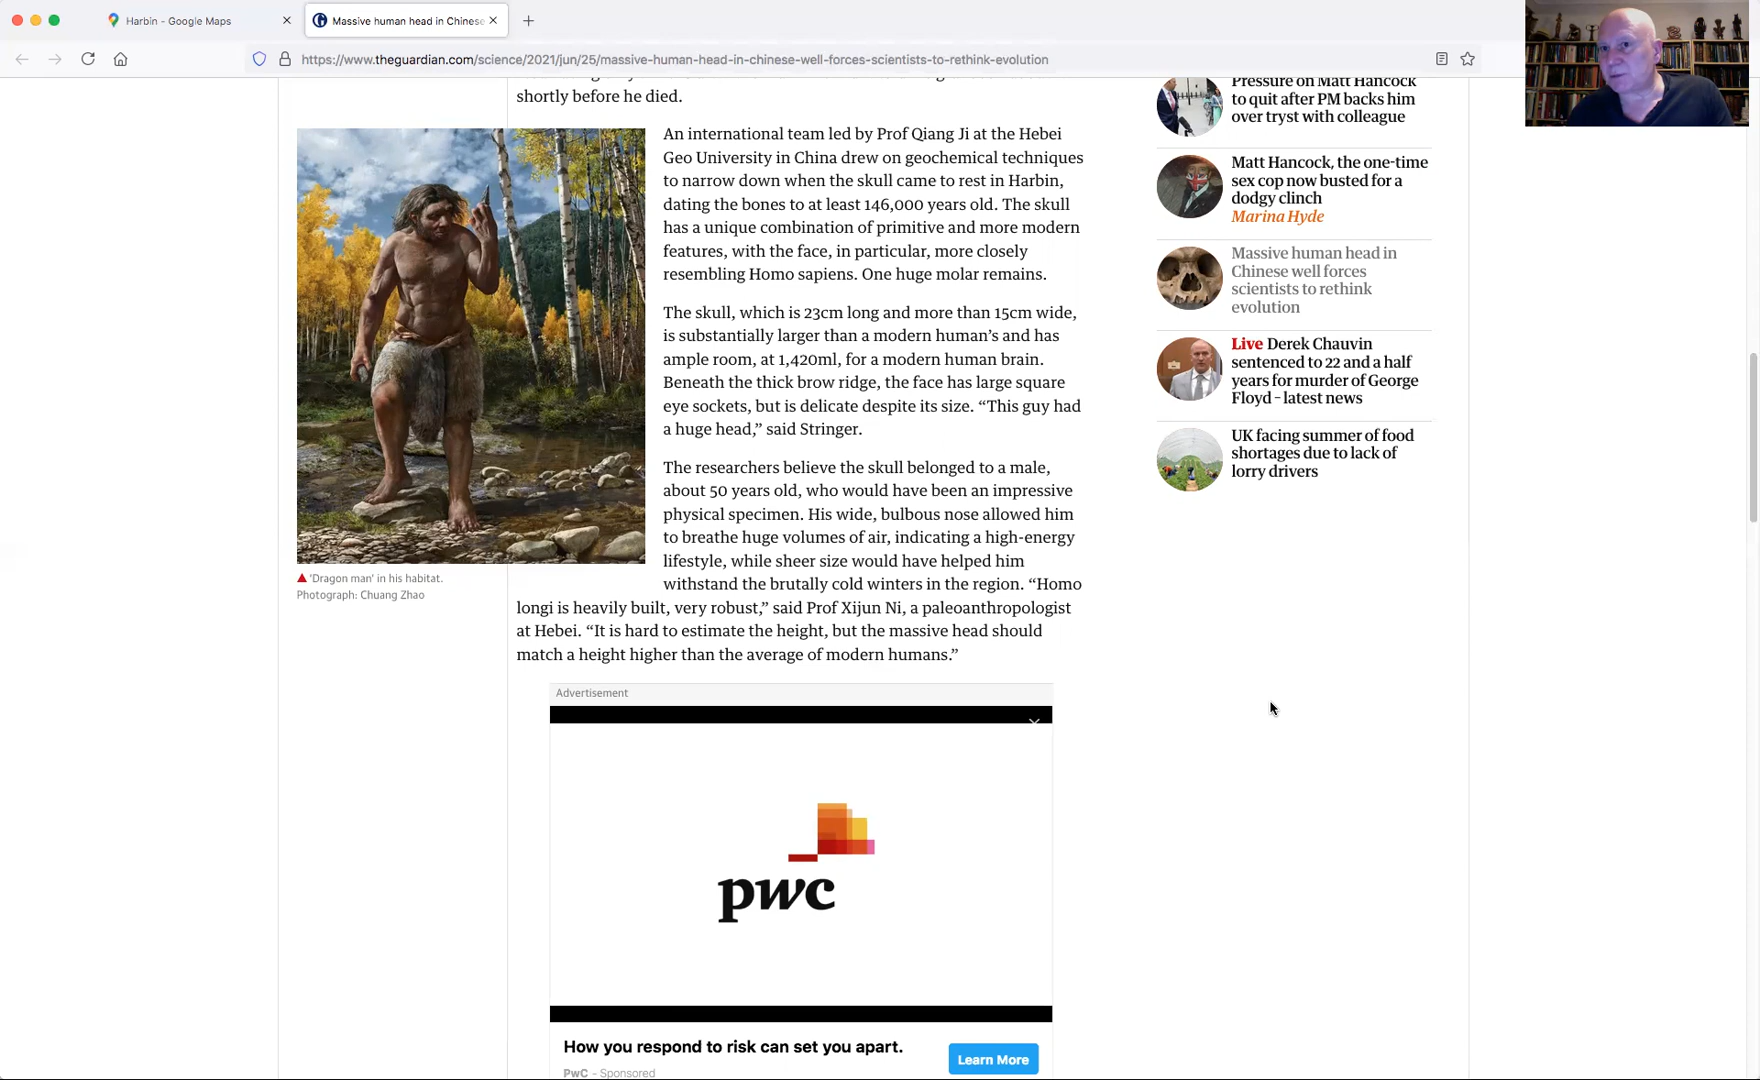 Harbin - Google Maps
Massive human head in Chinese
https://www.theguardian.com/science/2021/jun/25/massive-human-head-in-chinese-well-forces-scientists-to-rethink-evolution
shortly before he died.
An international team led by Prof Qiang Ji at the Hebei
Geo University in China drew on geochemical techniques
to narrow down when the skull came to rest in Harbin,
dating the bones to at least 146,000 years old. The skull
has a unique combination of primitive and more modern
features, with the face, in particular, more closely
resembling Homo sapiens. One huge molar remains.
The skull, which is 23cm long and more than 15cm wide,
is substantially larger than a modern human’s and has
ample room, at 1,420ml, for a modern human brain.
Beneath the thick brow ridge, the face has large square
eye sockets, but is delicate despite its size. “This guy had
a huge head,” said Stringer.
The researchers believe the skull belonged to a male,
about 50 years old, who would have been an impressive
physical specimen. His wide, bulbous nose allowed him
to breathe huge volumes of air, indicating a high-energy
lifestyle, while sheer size would have helped him
withstand the brutally cold winters in the region. “Homo
longi is heavily built, very robust,” said Prof Xijun Ni, a paleoanthropologist
at Hebei. “It is hard to estimate the height, but the massive head should
match a height higher than the average of modern humans.”
'Dragon man' in his habitat.
Photograph: Chuang Zhao
Advertisement
pwc
How you respond to risk can set you apart.
Learn More
PwC - Sponsored
Pressure on Matt Hancock
to quit after PM backs him
over tryst with colleague
Matt Hancock, the one-time
sex cop now busted for a
dodgy clinch
Marina Hyde
Massive human head in
Chinese well forces
scientists to rethink
evolution
Live Derek Chauvin
sentenced to 22 and a half
years for murder of George
Floyd – latest news
UK facing summer of food
shortages due to lack of
lorry drivers